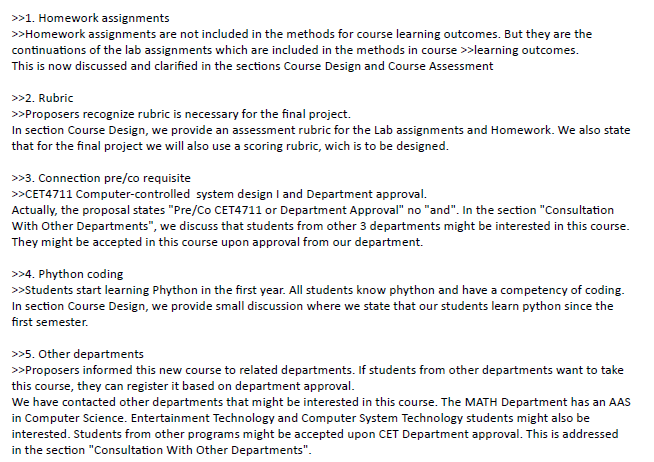 >>1. Homework assignments
>>Homework assignments are not included in the methods for course learning outcomes. But they are the
continuations of the lab assignments which are included in the methods in course >>learning outcomes.
This is now discussed and clarified in the sections Course Design and Course Assessment
>>2. Rubric
>>Proposers recognize rubric is necessary for the final project.
In section Course Design, we provide an assessment rubric for the Lab assignments and Homework. We also state
that for the final project we will also use a scoring rubric, wich is to be designed.
>>3. Connection pre/co requisite
>>CET4711 Computer-controlled  system design I and Department approval.
Actually, the proposal states "Pre/Co CET4711 or Department Approval" no "and". In the section "Consultation
With Other Departments", we discuss that students from other 3 departments might be interested in this course.
They might be accepted in this course upon approval from our department.
>>4. Phython coding
>>Students start learning Phython in the first year. All students know phython and have a competency of coding.
In section Course Design, we provide small discussion where we state that our students learn python since the
first semester.
>>5. Other departments
>>Proposers informed this new course to related departments. If students from other departments want to take
this course, they can register it based on department approval.
We have contacted other departments that might be interested in this course. The MATH Department has an AAS
in Computer Science. Entertainment Technology and Computer System Technology students might also be
interested. Students from other programs might be accepted upon CET Department approval. This is addressed
in the section "Consultation With Other Departments".